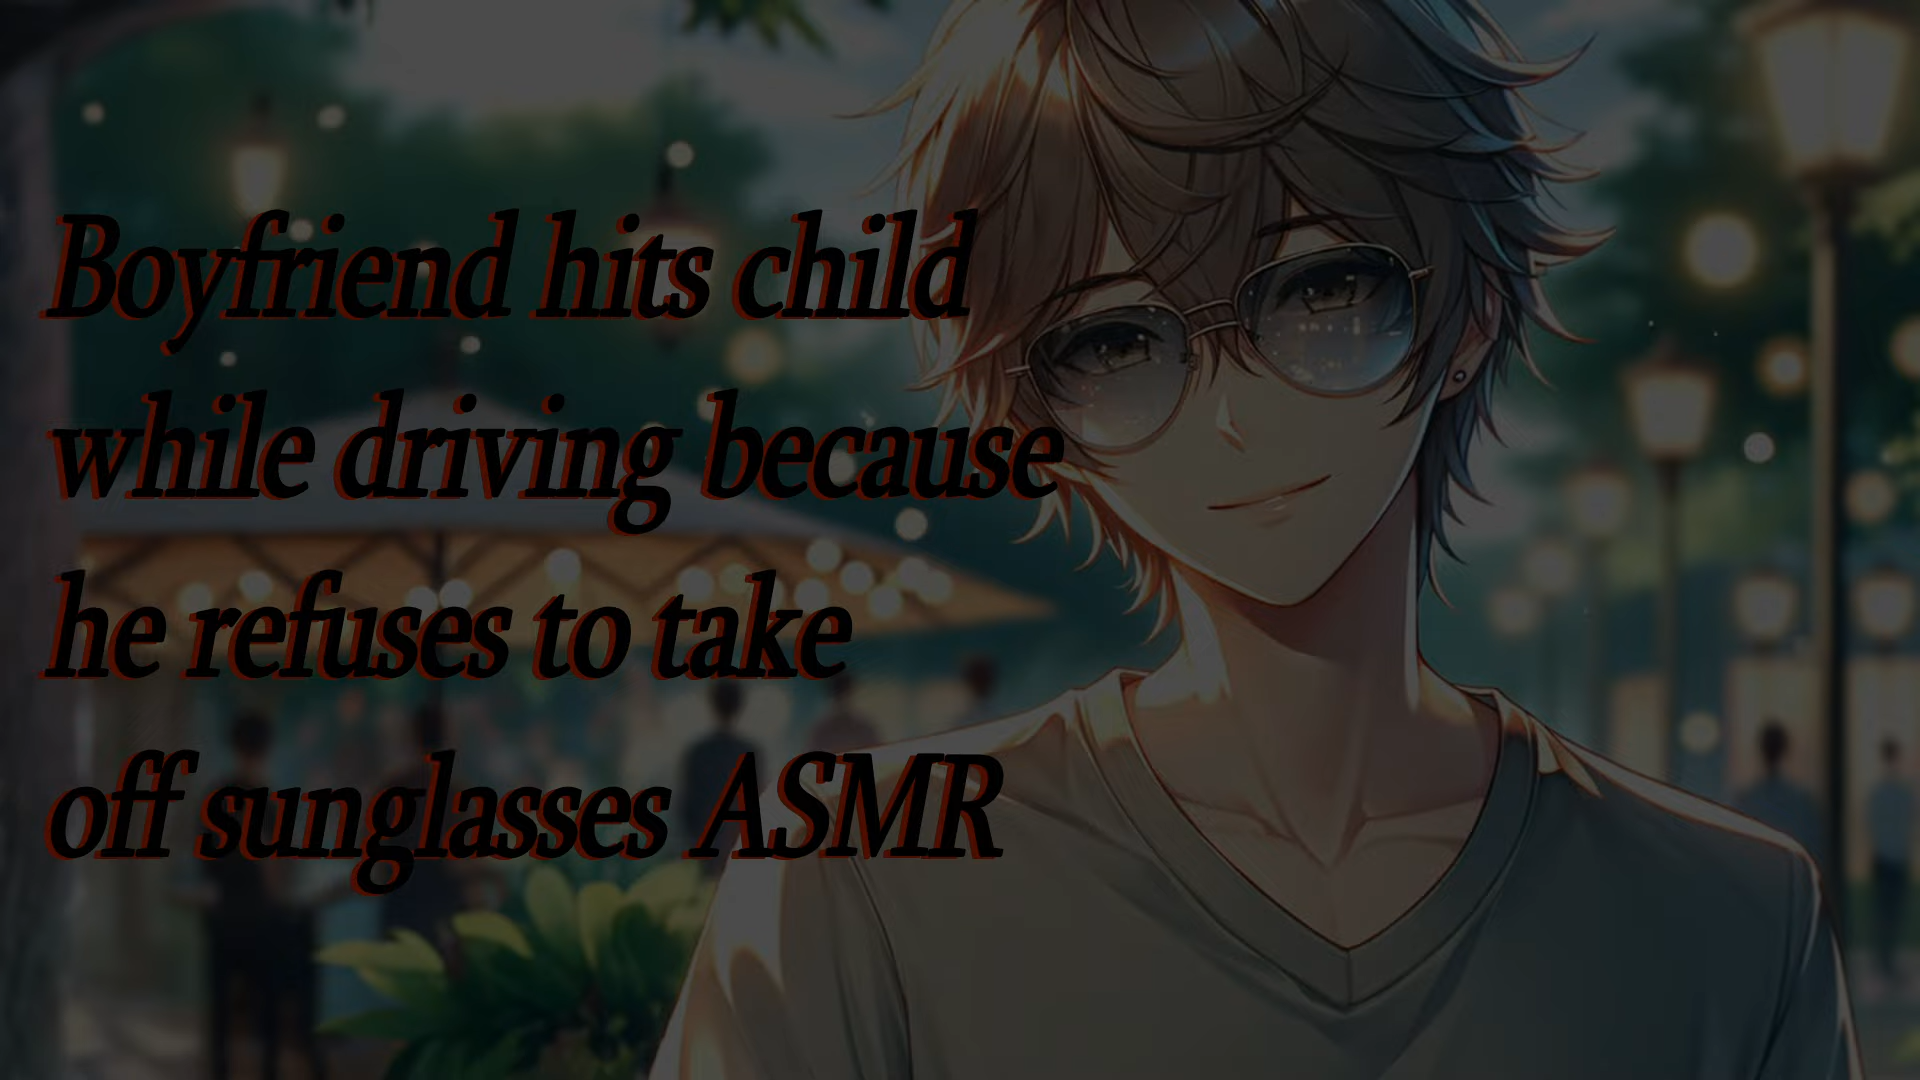 Boyfriend hits child
while driving because
he refuses to take
off sunglasses ASMR